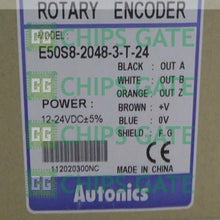 ROTARY ENCODER
MODEL:
E50S8-2048-3-T-24
BLACK : OUT A
WHITE : OUT B
ORANGE : OUT Z
BROWN : +V
BLUE : 0V
SHIELD : F.G
POWER :
12-24VDC±5%
112020300NC
CE
MADE IN
CHINA
Autonics
CHIPS GATE